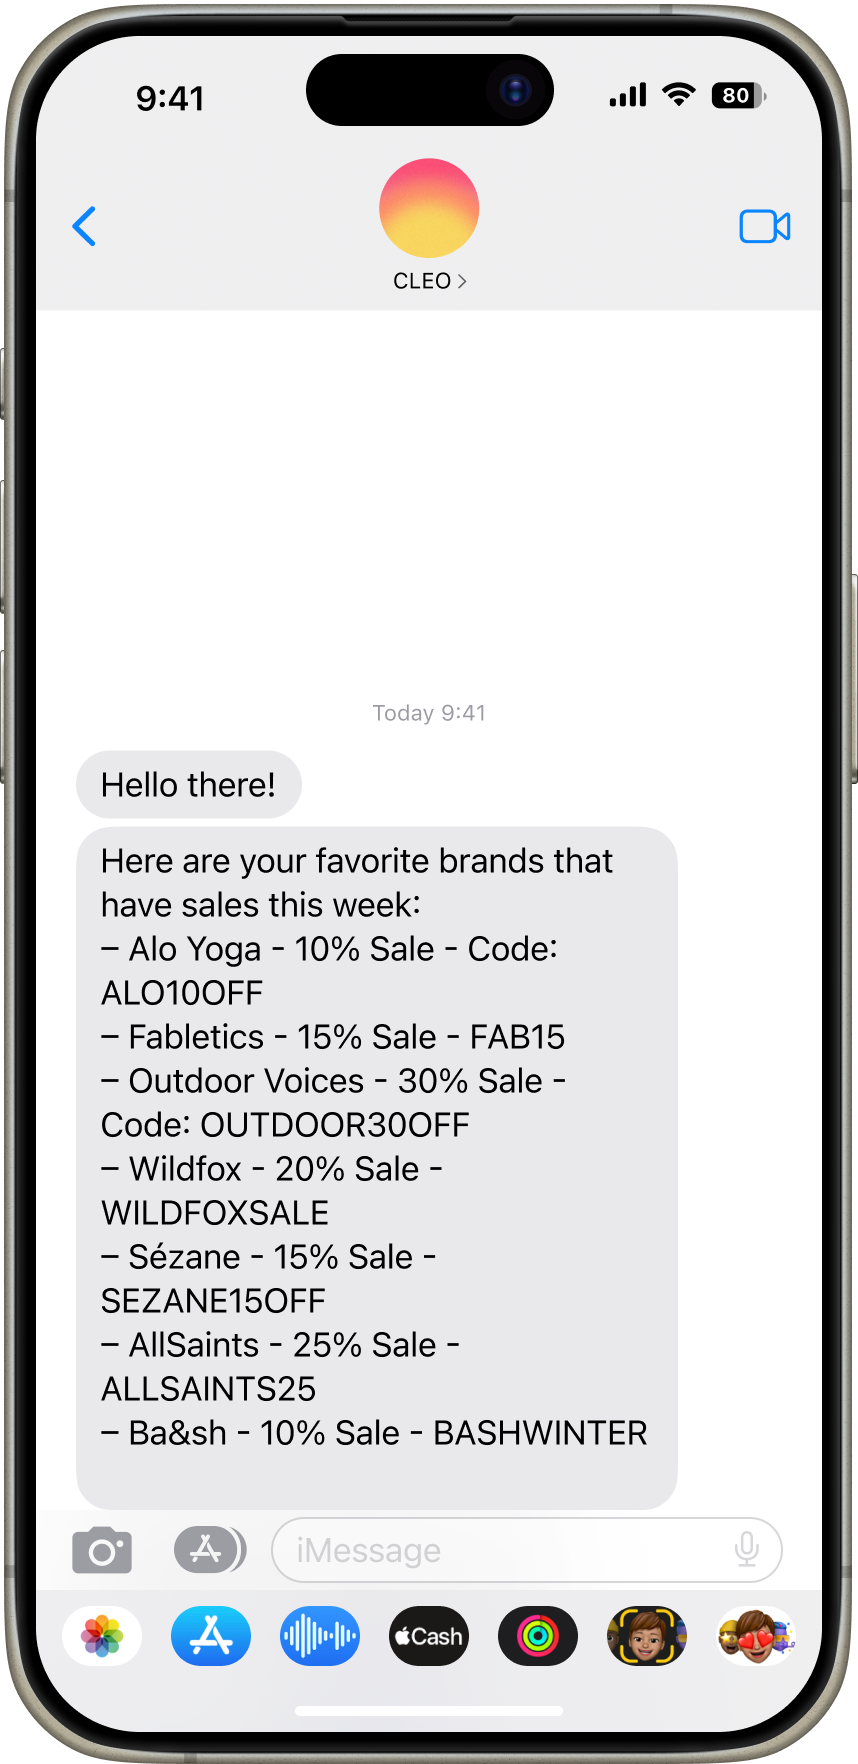 9:41
80
CLEO
Today 9:41
Hello there!
Here are your favorite brands that
have sales this week:
– Alo Yoga - 10% Sale - Code:
ALO10OFF
– Fabletics - 15% Sale - FAB15
– Outdoor Voices - 30% Sale -
Code: OUTDOOR30OFF
– Wildfox - 20% Sale -
WILDFOXSALE
– Sézane - 15% Sale -
SEZANE15OFF
– AllSaints - 25% Sale -
ALLSAINTS25
– Ba&sh - 10% Sale - BASHWINTER
iMessage
Cash